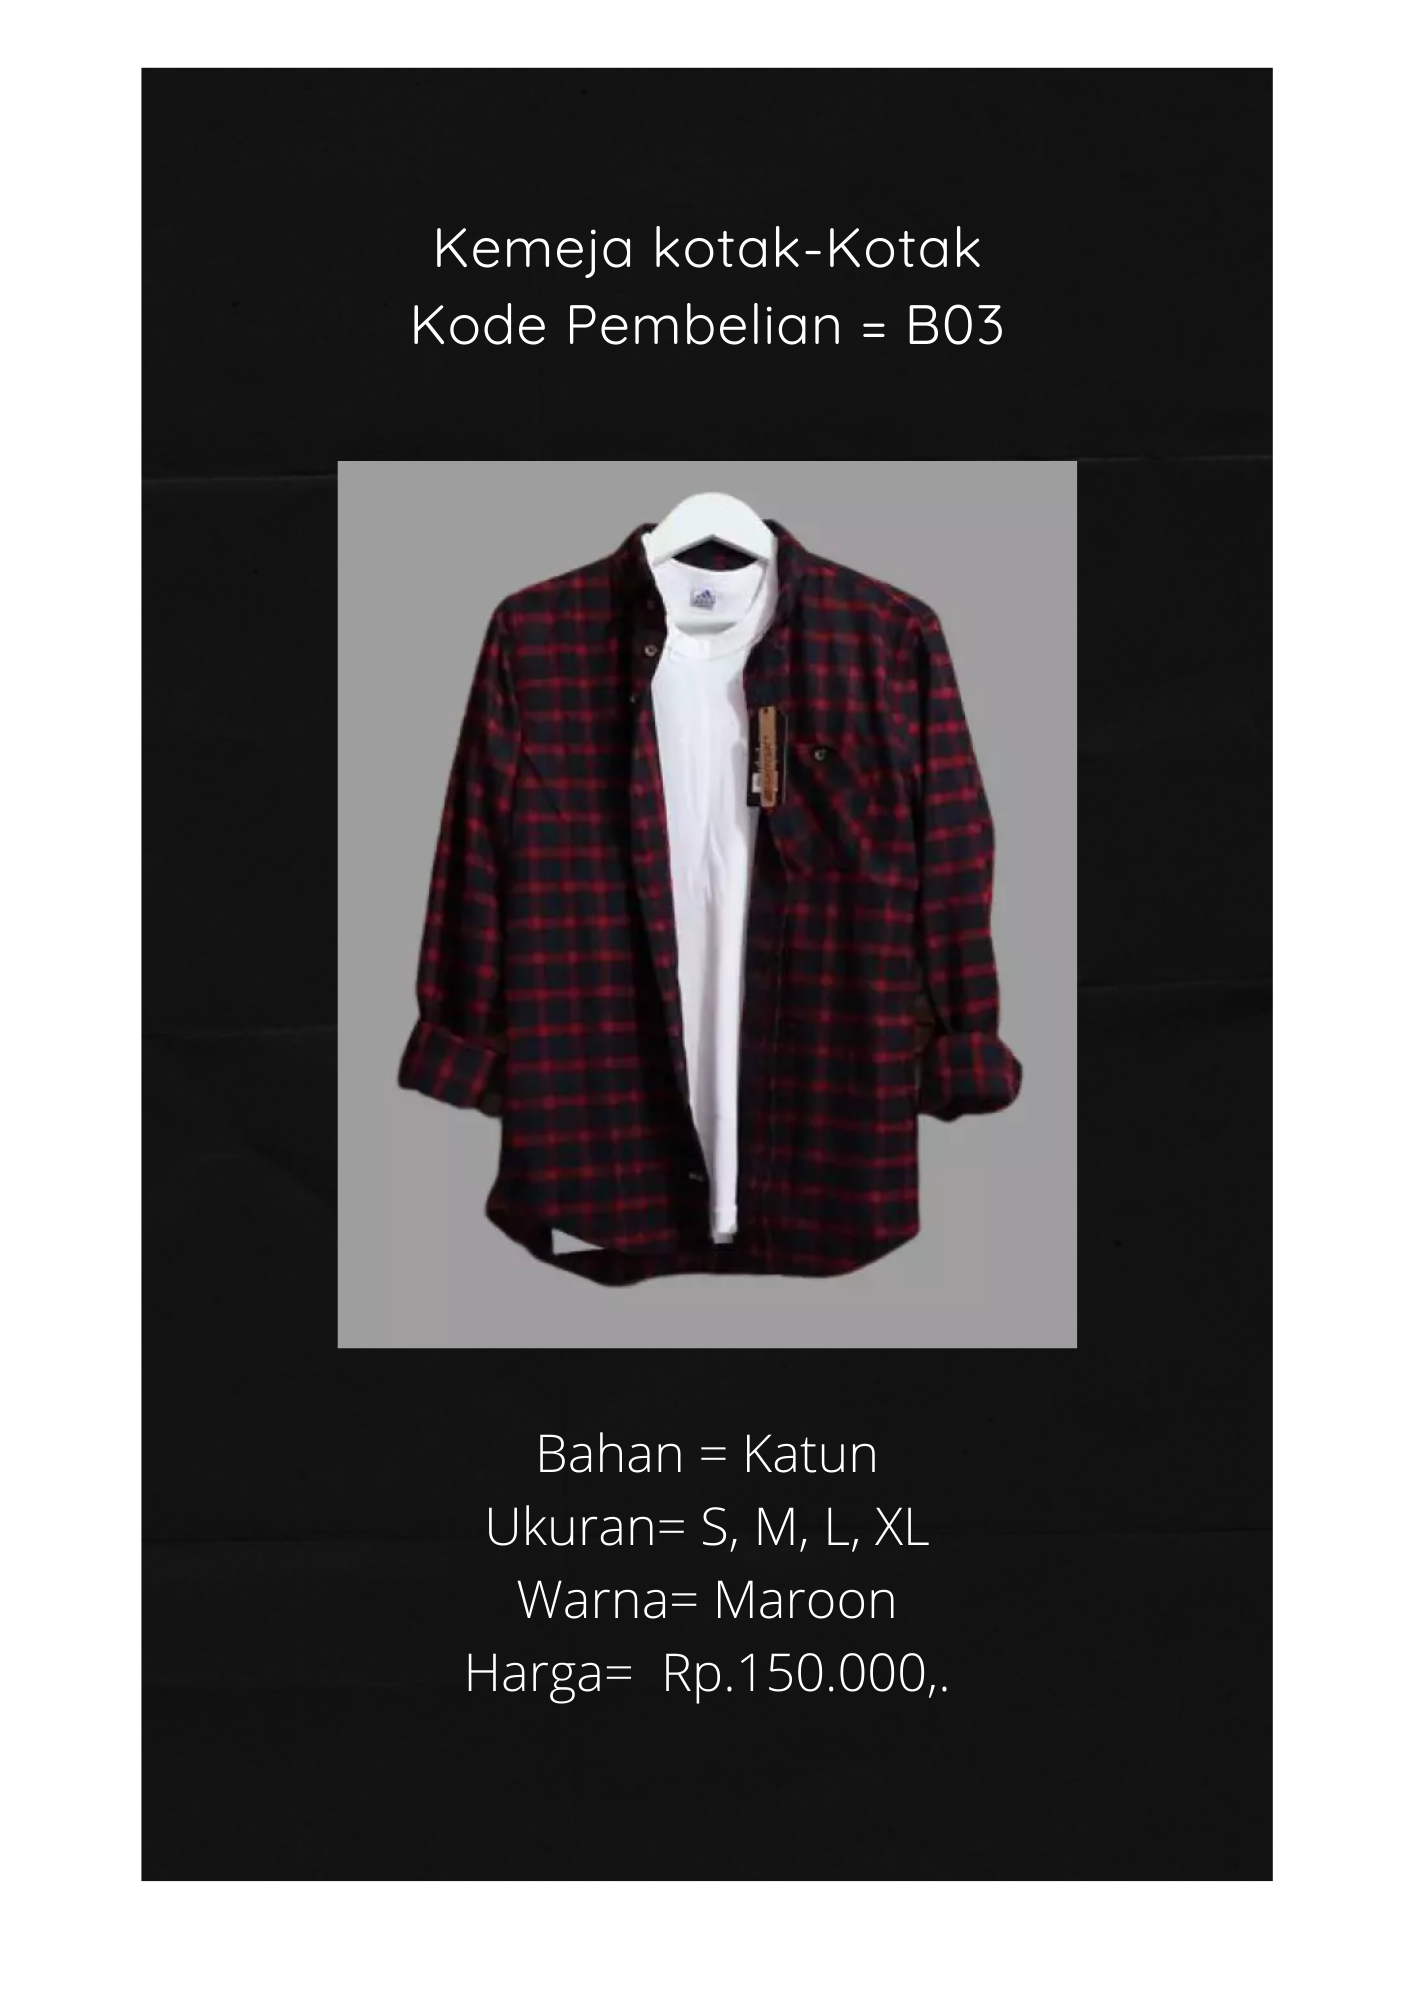 Kemeja kotak-Kotak
Kode Pembelian = B03
Bahan = Katun
Ukuran= S, M, L, XL
Warna= Maroon
Harga= Rp.150.000,.